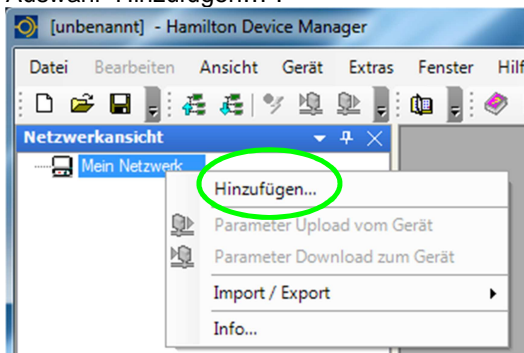 [unbenannt] - Hamilton Device Manager
Datei Bearbeiten Ansicht Gerät Extras Fenster Hilf
Netzwerkansicht
Mein Netzwerk
Hinzufügen...
Parameter Upload vom Gerät
Parameter Download zum Gerät
Import / Export
Info...